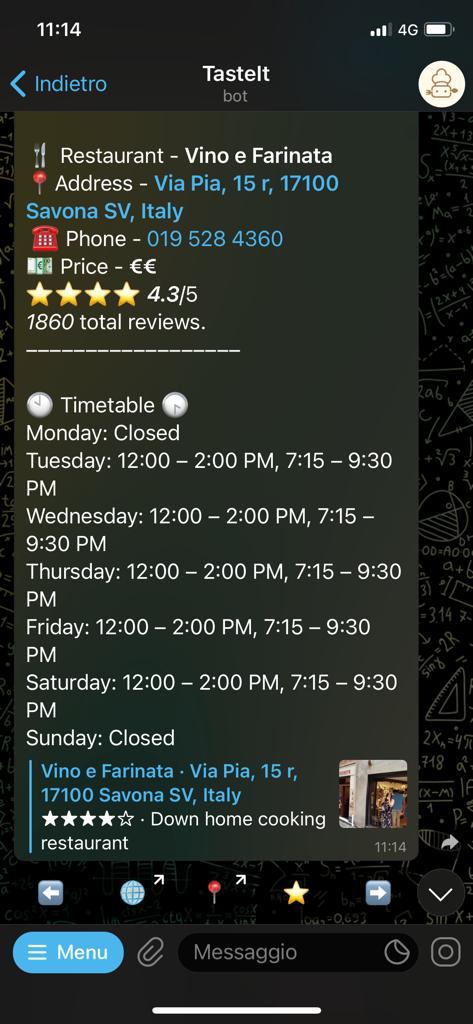 11:14
4G
Indietro
TasteIt
bot
🍴 Restaurant - Vino e Farinata
📍 Address - Via Pia, 15 r, 17100
Savona SV, Italy
☎️ Phone - 019 528 4360
💶 Price - €€
⭐⭐⭐⭐ 4.3/5
1860 total reviews.
____________________
🕙 Timetable 🕞
Monday: Closed
Tuesday: 12:00 – 2:00 PM, 7:15 – 9:30
PM
Wednesday: 12:00 – 2:00 PM, 7:15 –
9:30 PM
Thursday: 12:00 – 2:00 PM, 7:15 – 9:30
PM
Friday: 12:00 – 2:00 PM, 7:15 – 9:30
PM
Saturday: 12:00 – 2:00 PM, 7:15 – 9:30
PM
Sunday: Closed
Vino e Farinata · Via Pia, 15 r,
17100 Savona SV, Italy
★★★★☆ · Down home cooking
restaurant
11:14
Menu
Messaggio